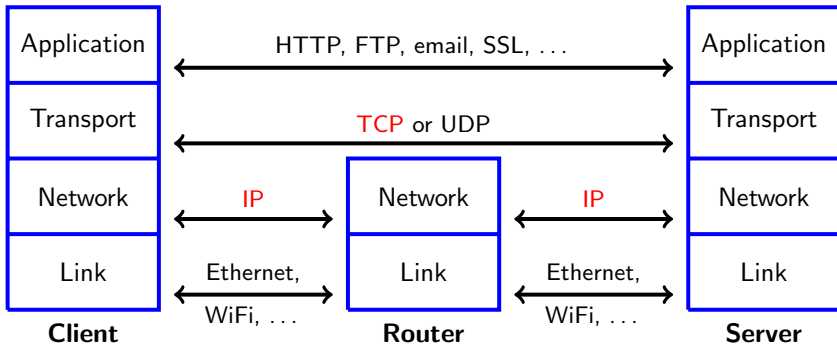 Application
HTTP, FTP, email, SSL, ...
Application
Transport
TCP or UDP
Transport
Network
IP
Network
IP
Network
Link
Ethernet,
WiFi, ...
Link
Ethernet,
WiFi, ...
Link
Client
Router
Server